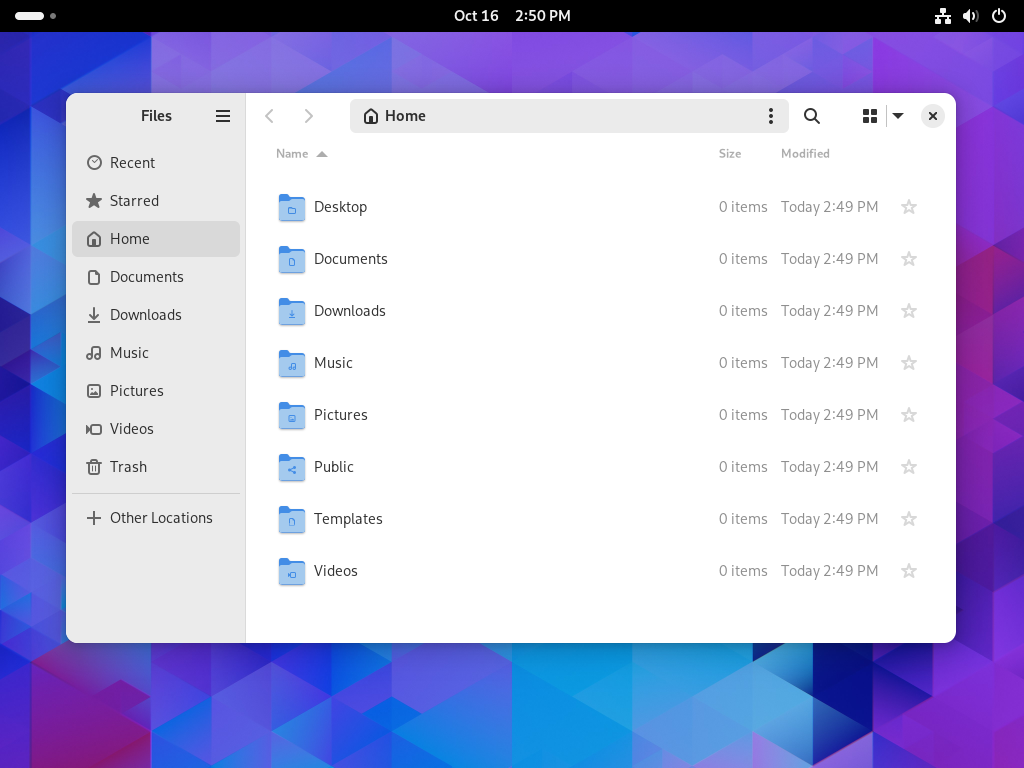 Oct 16 2:50 PM
Files
Home
Recent
Starred
Home
Documents
Downloads
Music
Pictures
Videos
Trash
Other Locations
Name Size Modified
Desktop 0 items Today 2:49 PM
Documents 0 items Today 2:49 PM
Downloads 0 items Today 2:49 PM
Music 0 items Today 2:49 PM
Pictures 0 items Today 2:49 PM
Public 0 items Today 2:49 PM
Templates 0 items Today 2:49 PM
Videos 0 items Today 2:49 PM